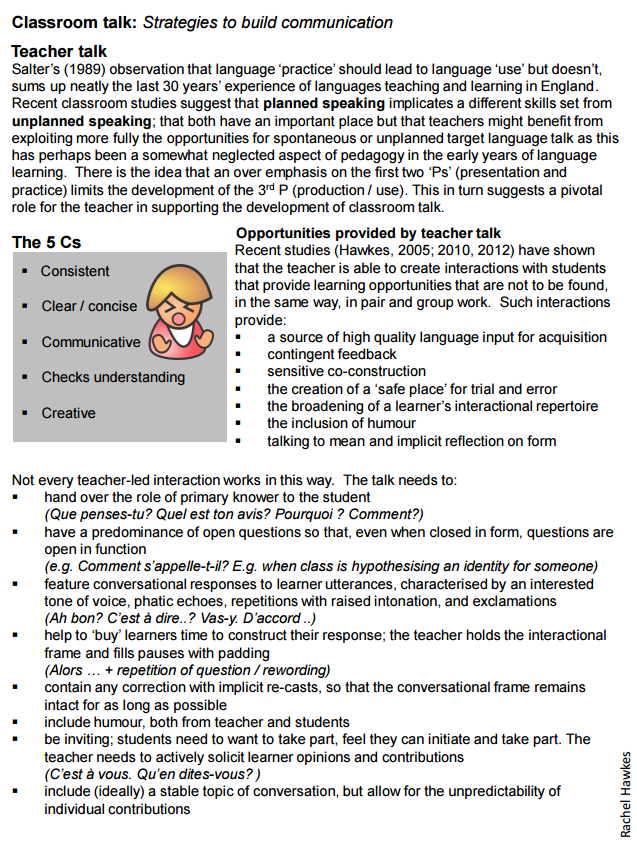 Classroom talk: Strategies to build communication
Teacher talk
Salter's (1989) observation that language 'practice' should lead to language 'use' but doesn't,
sums up neatly the last 30 years' experience of languages teaching and learning in England.
Recent classroom studies suggest that planned speaking implicates a different skills set from
unplanned speaking; that both have an important place but that teachers might benefit from
exploiting more fully the opportunities for spontaneous or unplanned target language talk as this
has perhaps been a somewhat neglected aspect of pedagogy in the early years of language
learning. There is the idea that an over emphasis on the first two 'Ps' (presentation and
practice) limits the development of the 3rd P (production / use). This in turn suggests a pivotal
role for the teacher in supporting the development of classroom talk.
The 5 Cs
▪ Consistent
▪ Clear / concise
▪ Communicative
▪ Checks understanding
▪ Creative
Opportunities provided by teacher talk
Recent studies (Hawkes, 2005; 2010, 2012) have shown
that the teacher is able to create interactions with students
that provide learning opportunities that are not to be found,
in the same way, in pair and group work. Such interactions
provide:
▪ a source of high quality language input for acquisition
▪ contingent feedback
▪ sensitive co-construction
▪ the creation of a 'safe place' for trial and error
▪ the broadening of a learner's interactional repertoire
▪ the inclusion of humour
▪ talking to mean and implicit reflection on form
Not every teacher-led interaction works in this way. The talk needs to:
▪ hand over the role of primary knower to the student
(Que penses-tu? Quel est ton avis? Pourquoi ? Comment?)
▪ have a predominance of open questions so that, even when closed in form, questions are
open in function
(e.g. Comment s'appelle-t-il? E.g. when class is hypothesising an identity for someone)
▪ feature conversational responses to learner utterances, characterised by an interested
tone of voice, phatic echoes, repetitions with raised intonation, and exclamations
(Ah bon? C'est à dire..? Vas-y. D'accord ..)
▪ help to 'buy' learners time to construct their response; the teacher holds the interactional
frame and fills pauses with padding
(Alors … + repetition of question / rewording)
▪ contain any correction with implicit re-casts, so that the conversational frame remains
intact for as long as possible
▪ include humour, both from teacher and students
▪ be inviting; students need to want to take part, feel they can initiate and take part. The
teacher needs to actively solicit learner opinions and contributions
(C'est à vous. Qu'en dites-vous? )
▪ include (ideally) a stable topic of conversation, but allow for the unpredictability of
individual contributions
Rachel Hawkes